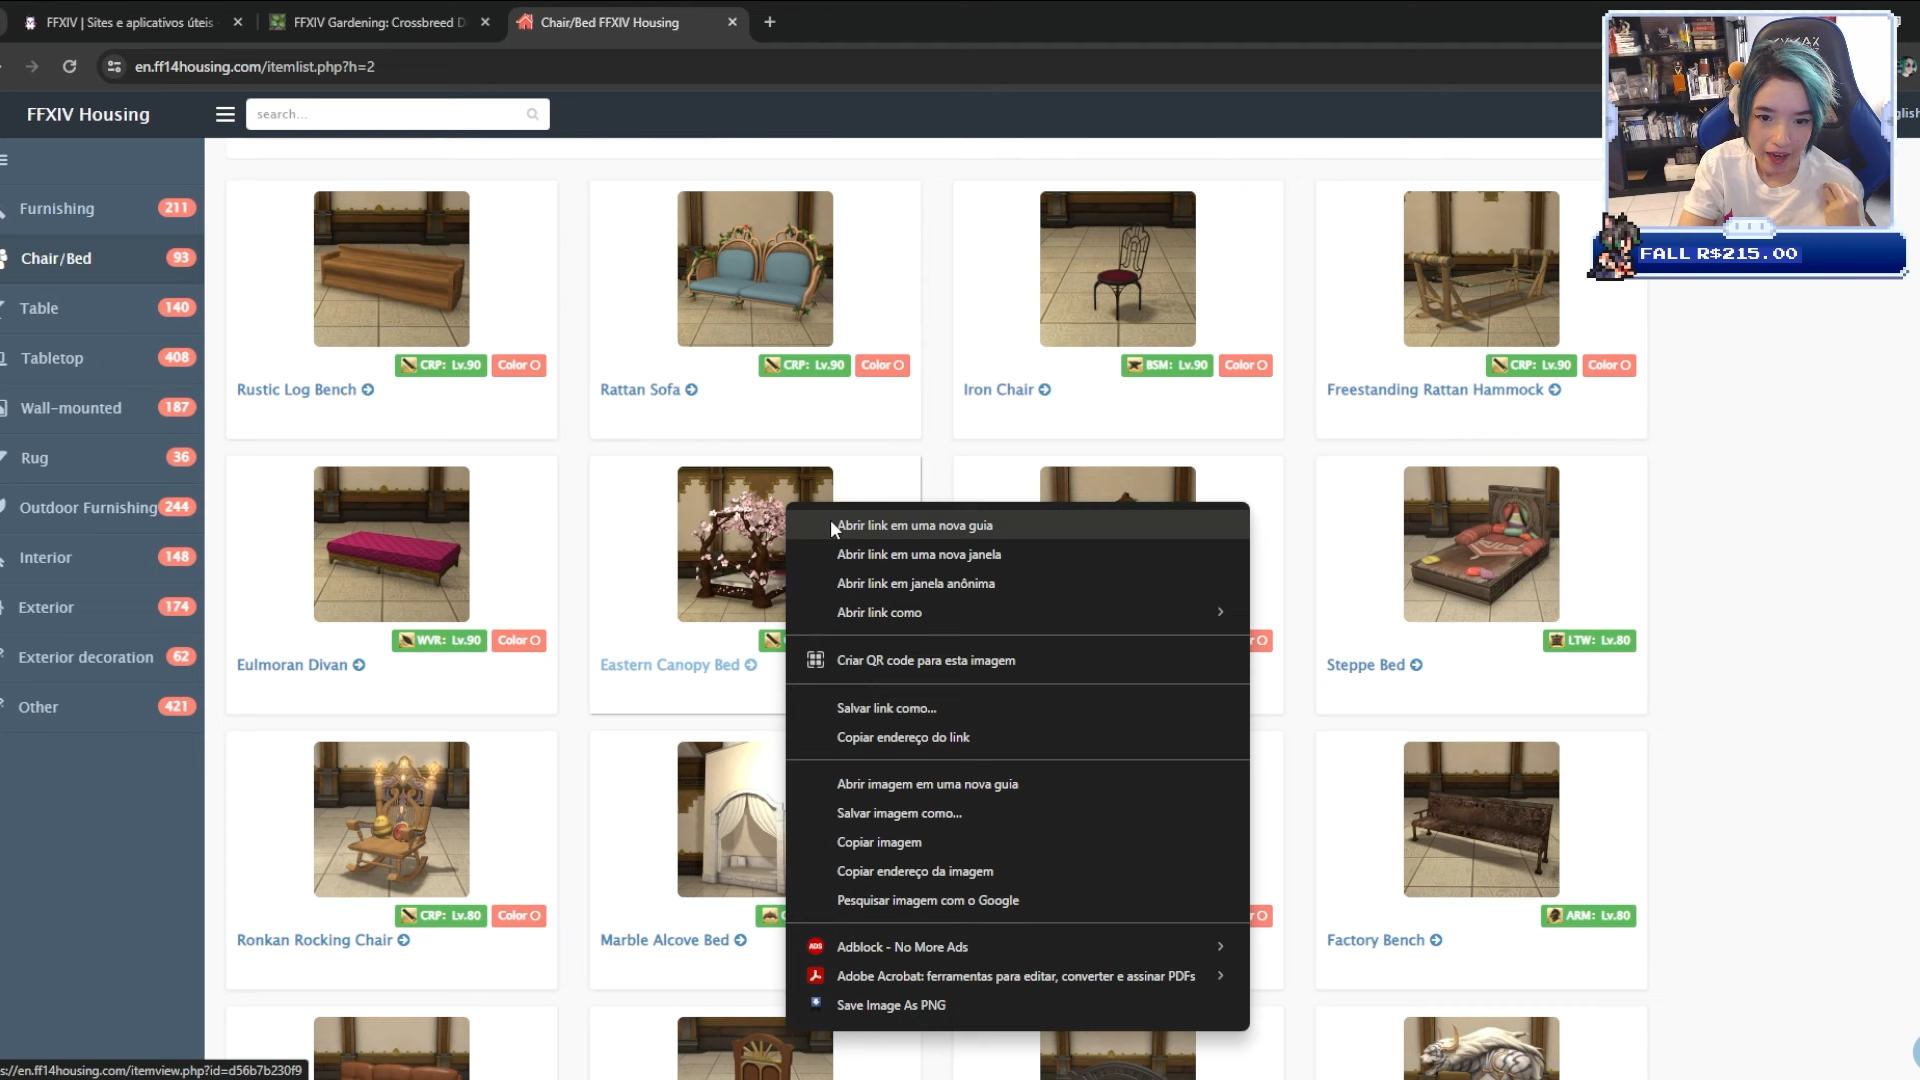 FFXIV | Sites e aplicativos úteis
FFXIV Gardening: Crossbreed D
Chair/Bed FFXIV Housing
en.ff14housing.com/itemlist.php?h=2
FFXIV Housing
search...
glish
FALL R$215.00
Furnishing 211
Chair/Bed 93
Table 140
Tabletop 408
Wall-mounted 187
Rug 36
Outdoor Furnishing 244
Interior 148
Exterior 174
Exterior decoration 62
Other 421
CRP: Lv.90 Color O
Rustic Log Bench
CRP: Lv.90 Color O
Rattan Sofa
BSM: Lv.90 Color O
Iron Chair
CRP: Lv.90 Color O
Freestanding Rattan Hammock
WVR: Lv.90 Color O
Eulmoran Divan
Eastern Canopy Bed
r O
LTW: Lv.80
Steppe Bed
CRP: Lv.80 Color O
Ronkan Rocking Chair
Marble Alcove Bed
r O
ARM: Lv.80
Factory Bench
Abrir link em uma nova guia
Abrir link em uma nova janela
Abrir link em janela anônima
Abrir link como
Criar QR code para esta imagem
Salvar link como...
Copiar endereço do link
Abrir imagem em uma nova guia
Salvar imagem como...
Copiar imagem
Copiar endereço da imagem
Pesquisar imagem com o Google
ADS Adblock - No More Ads
Adobe Acrobat: ferramentas para editar, converter e assinar PDFs
Save Image As PNG
s://en.ff14housing.com/itemview.php?id=d56b7b230f9